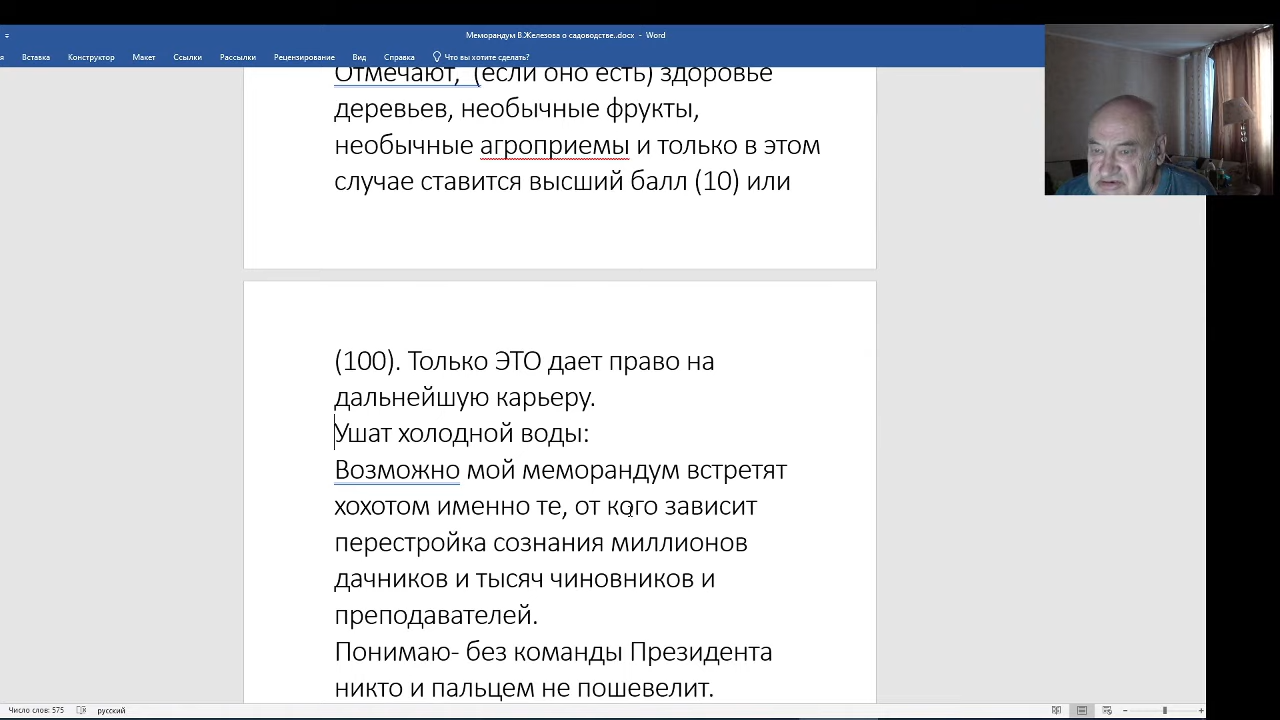 Меморандум В.Железова о садоводстве..docx - Word
я Вставка Конструктор Макет Ссылки Рассылки Рецензирование Вид Справка Что вы хотите сделать?
Отмечают, (если оно есть) здоровье
деревьев, необычные фрукты,
необычные агроприемы и только в этом
случае ставится высший балл (10) или
(100). Только ЭТО дает право на
дальнейшую карьеру.
Ушат холодной воды:
Возможно мой меморандум встретят
хохотом именно те, от кого зависит
перестройка сознания миллионов
дачников и тысяч чиновников и
преподавателей.
Понимаю- без команды Президента
никто и пальцем не пошевелит.
Число слов: 575 русский